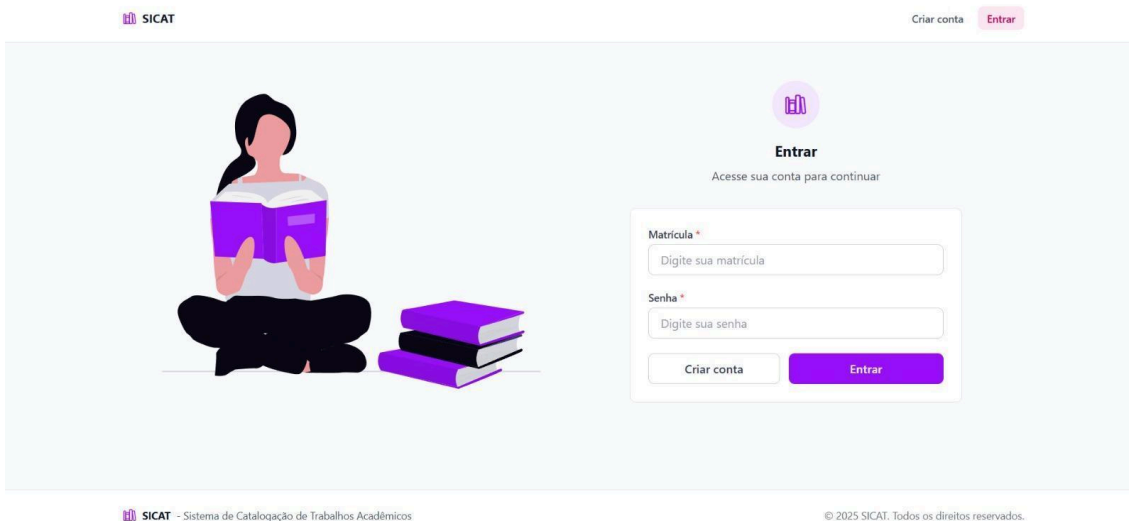 SICAT
Criar conta
Entrar
Entrar
Acesse sua conta para continuar
Matrícula *
Digite sua matrícula
Senha *
Digite sua senha
Criar conta
Entrar
SICAT - Sistema de Catalogação de Trabalhos Acadêmicos
© 2025 SICAT. Todos os direitos reservados.